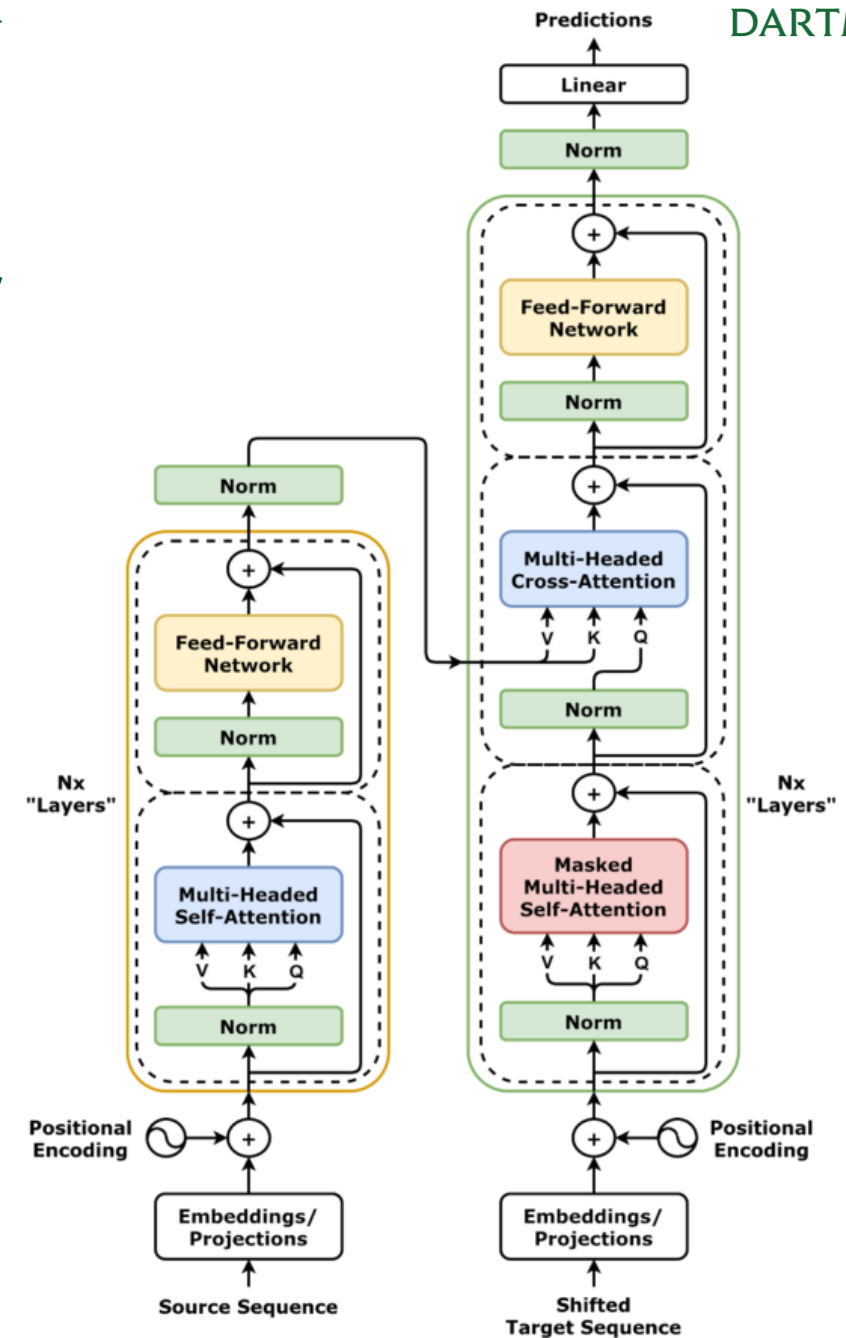 Predictions
DARTM
Linear
Norm
+
Feed-Forward
Network
Norm
+
Multi-Headed
Cross-Attention
V K Q
Norm
Nx
"Layers"
+
Masked
Multi-Headed
Self-Attention
V K Q
Norm
Positional
Encoding
+
Embeddings/
Projections
Shifted
Target Sequence
Norm
+
Feed-Forward
Network
Norm
Nx
"Layers"
+
Multi-Headed
Self-Attention
V K Q
Norm
Positional
Encoding
+
Embeddings/
Projections
Source Sequence